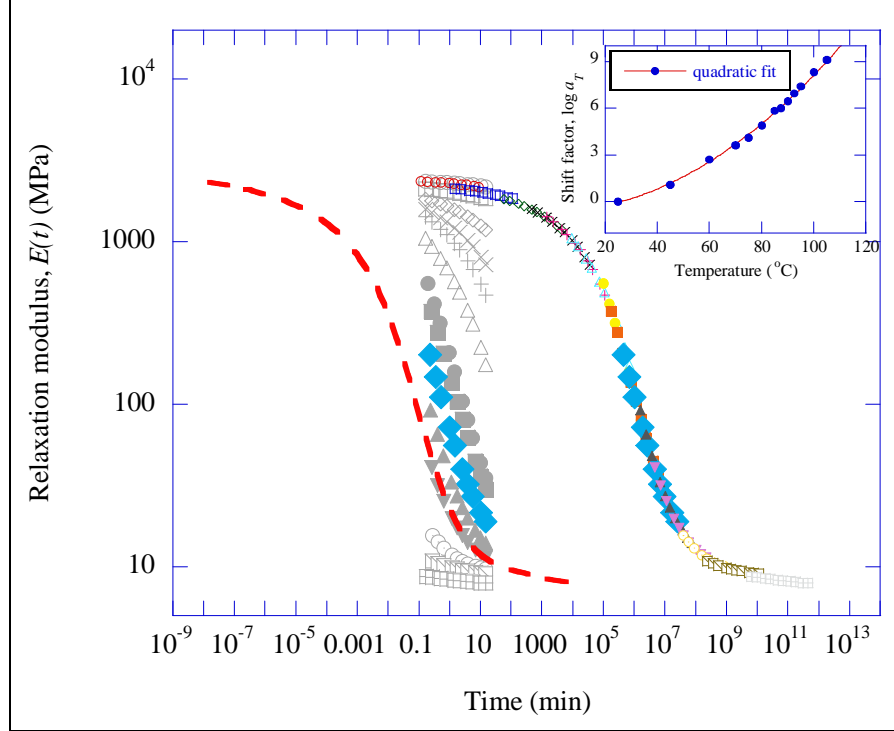 10^4
1000
100
10
Relaxation modulus, E(t) (MPa)
10^-9 10^-7 10^-5 0.001 0.1 10 1000 10^5 10^7 10^9 10^11 10^13
Time (min)
quadratic fit
9
6
3
0
Shift factor, log a_T
20 40 60 80 100 120
Temperature (°C)